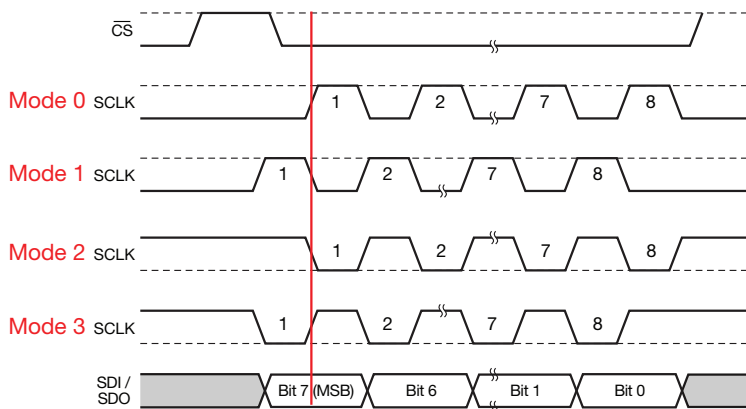 CS
Mode 0 SCLK 1 2 7 8
Mode 1 SCLK 1 2 7 8
Mode 2 SCLK 1 2 7 8
Mode 3 SCLK 1 2 7 8
SDI /
SDO
Bit 7 (MSB) Bit 6 Bit 1 Bit 0